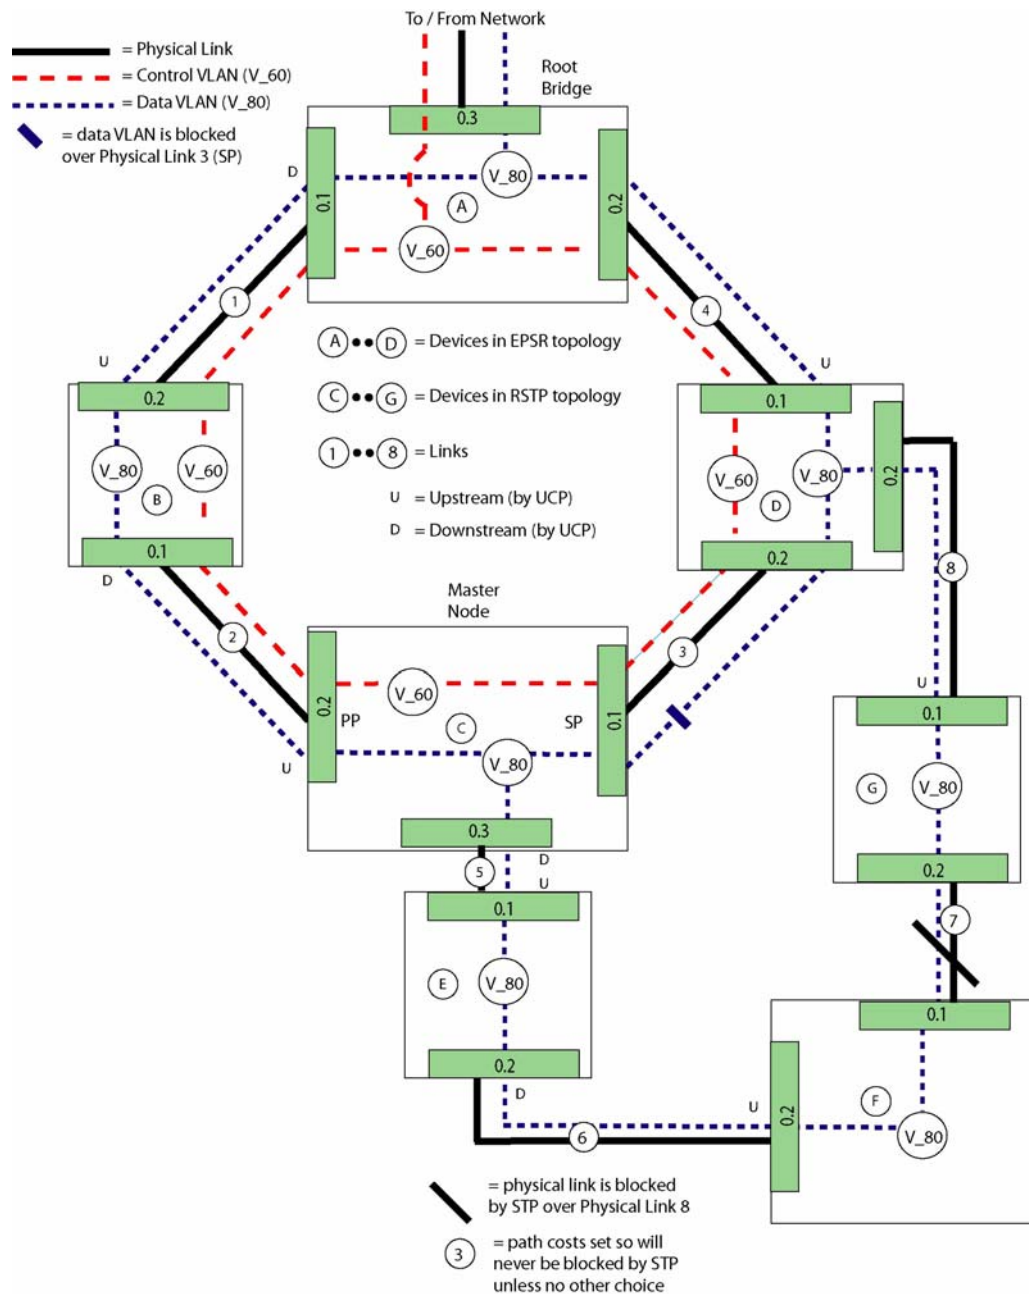 To / From Network
= Physical Link
= Control VLAN (V_60)
= Data VLAN (V_80)
= data VLAN is blocked
over Physical Link 3 (SP)
Root
Bridge
0.3
D
V_80
0.1
A
0.2
V_60
1
4
U
U
A D = Devices in EPSR topology
C G = Devices in RSTP topology
1 8 = Links
U = Upstream (by UCP)
D = Downstream (by UCP)
0.2
V_80
V_60
B
0.1
D
0.1
0.2
V_60
V_80
D
0.2
8
2
3
Master
Node
0.2
V_60
PP
C
SP
0.1
U
V_80
0.3
5
D
U
U
0.1
G
V_80
0.2
7
0.1
E
V_80
0.2
D
6
0.1
U
0.2
F
V_80
= physical link is blocked
by STP over Physical Link 8
3
= path costs set so will
never be blocked by STP
unless no other choice